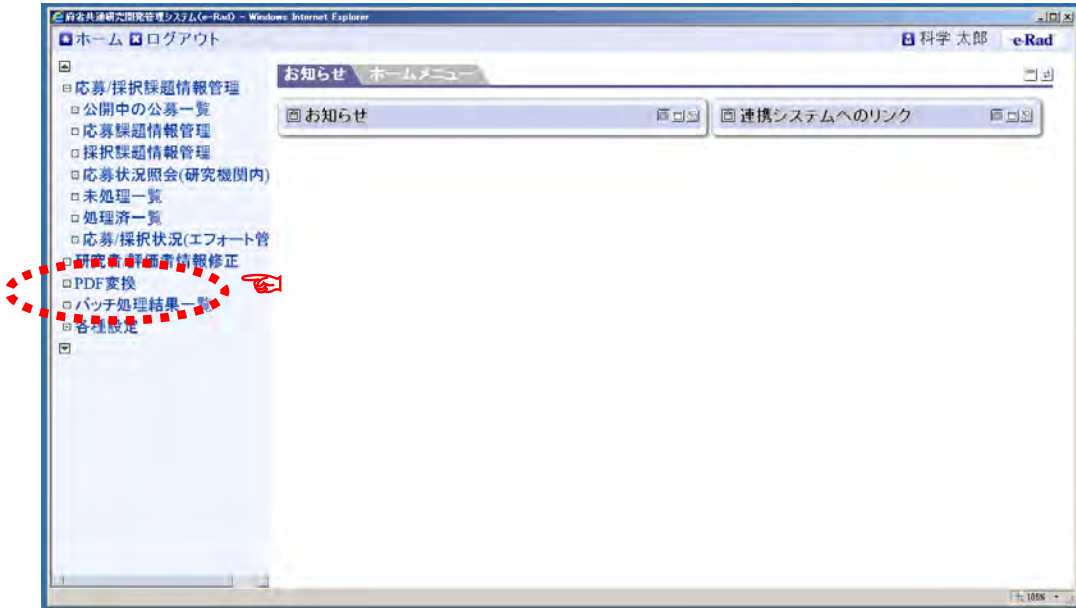 府省共通研究開発管理システム(e-Rad) - Windows Internet Explorer
ホーム ログアウト
科学 太郎 e-Rad
お知らせ ホームメニュー
応募/採択課題情報管理
公開中の公募一覧
応募課題情報管理
採択課題情報管理
応募状況照会(研究機関内)
未処理一覧
処理済一覧
応募/採択状況(エフォート管
研究者/評価者情報修正
PDF変換
バッチ処理結果一覧
各種設定
お知らせ
連携システムへのリンク
105%